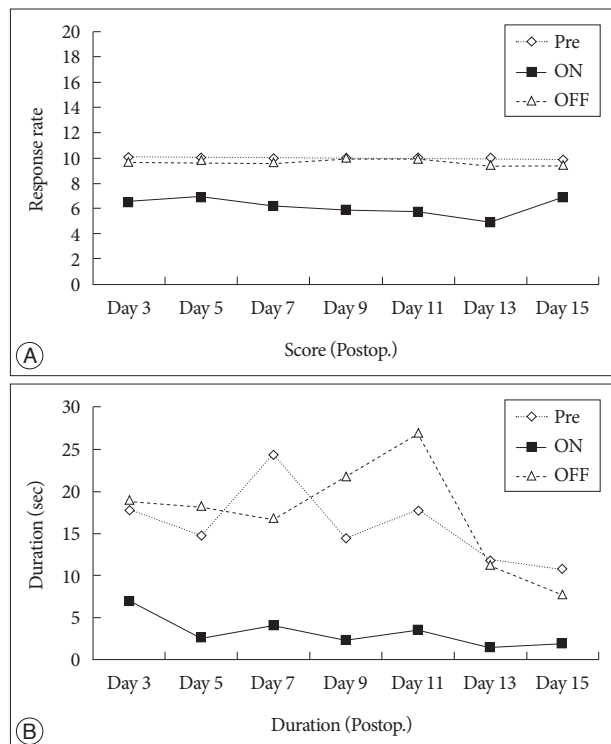 20
18
16
14
12
10
8
6
4
2
0
Response rate
Pre
ON
OFF
Day 3 Day 5 Day 7 Day 9 Day 11 Day 13 Day 15
Score (Postop.)
A
30
25
20
15
10
5
0
Duration (sec)
Pre
ON
OFF
Day 3 Day 5 Day 7 Day 9 Day 11 Day 13 Day 15
Duration (Postop.)
B